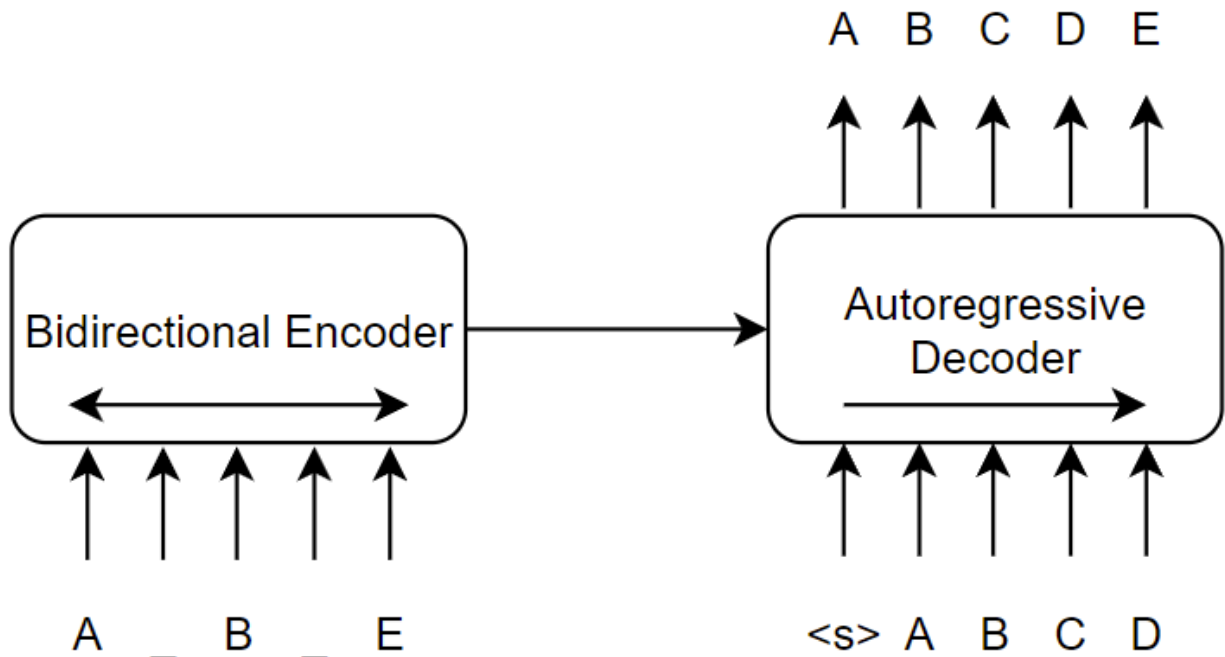 A B C D E
Bidirectional Encoder
Autoregressive
Decoder
A _ B _ E
<s> A B C D